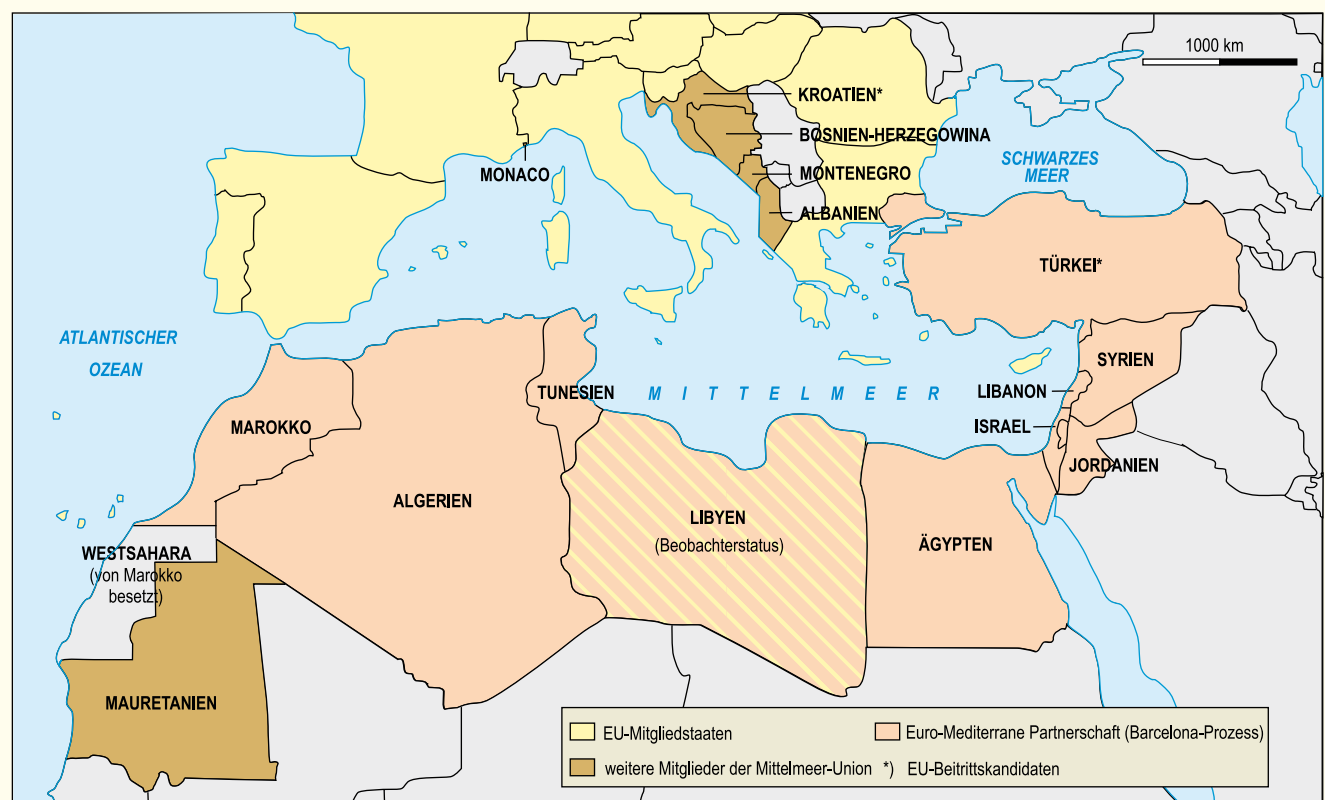 1000 km
KROATIEN*
BOSNIEN-HERZEGOWINA
MONACO
MONTENEGRO
ALBANIEN
SCHWARZES
MEER
TÜRKEI*
ATLANTISCHER
OZEAN
SYRIEN
TUNESIEN
MITTELMEER
LIBANON
MAROKKO
ISRAEL
JORDANIEN
ALGERIEN
LIBYEN
(Beobachterstatus)
ÄGYPTEN
WESTSAHARA
(von Marokko
besetzt)
MAURETANIEN
EU-Mitgliedstaaten
Euro-Mediterrane Partnerschaft (Barcelona-Prozess)
weitere Mitglieder der Mittelmeer-Union
*) EU-Beitrittskandidaten